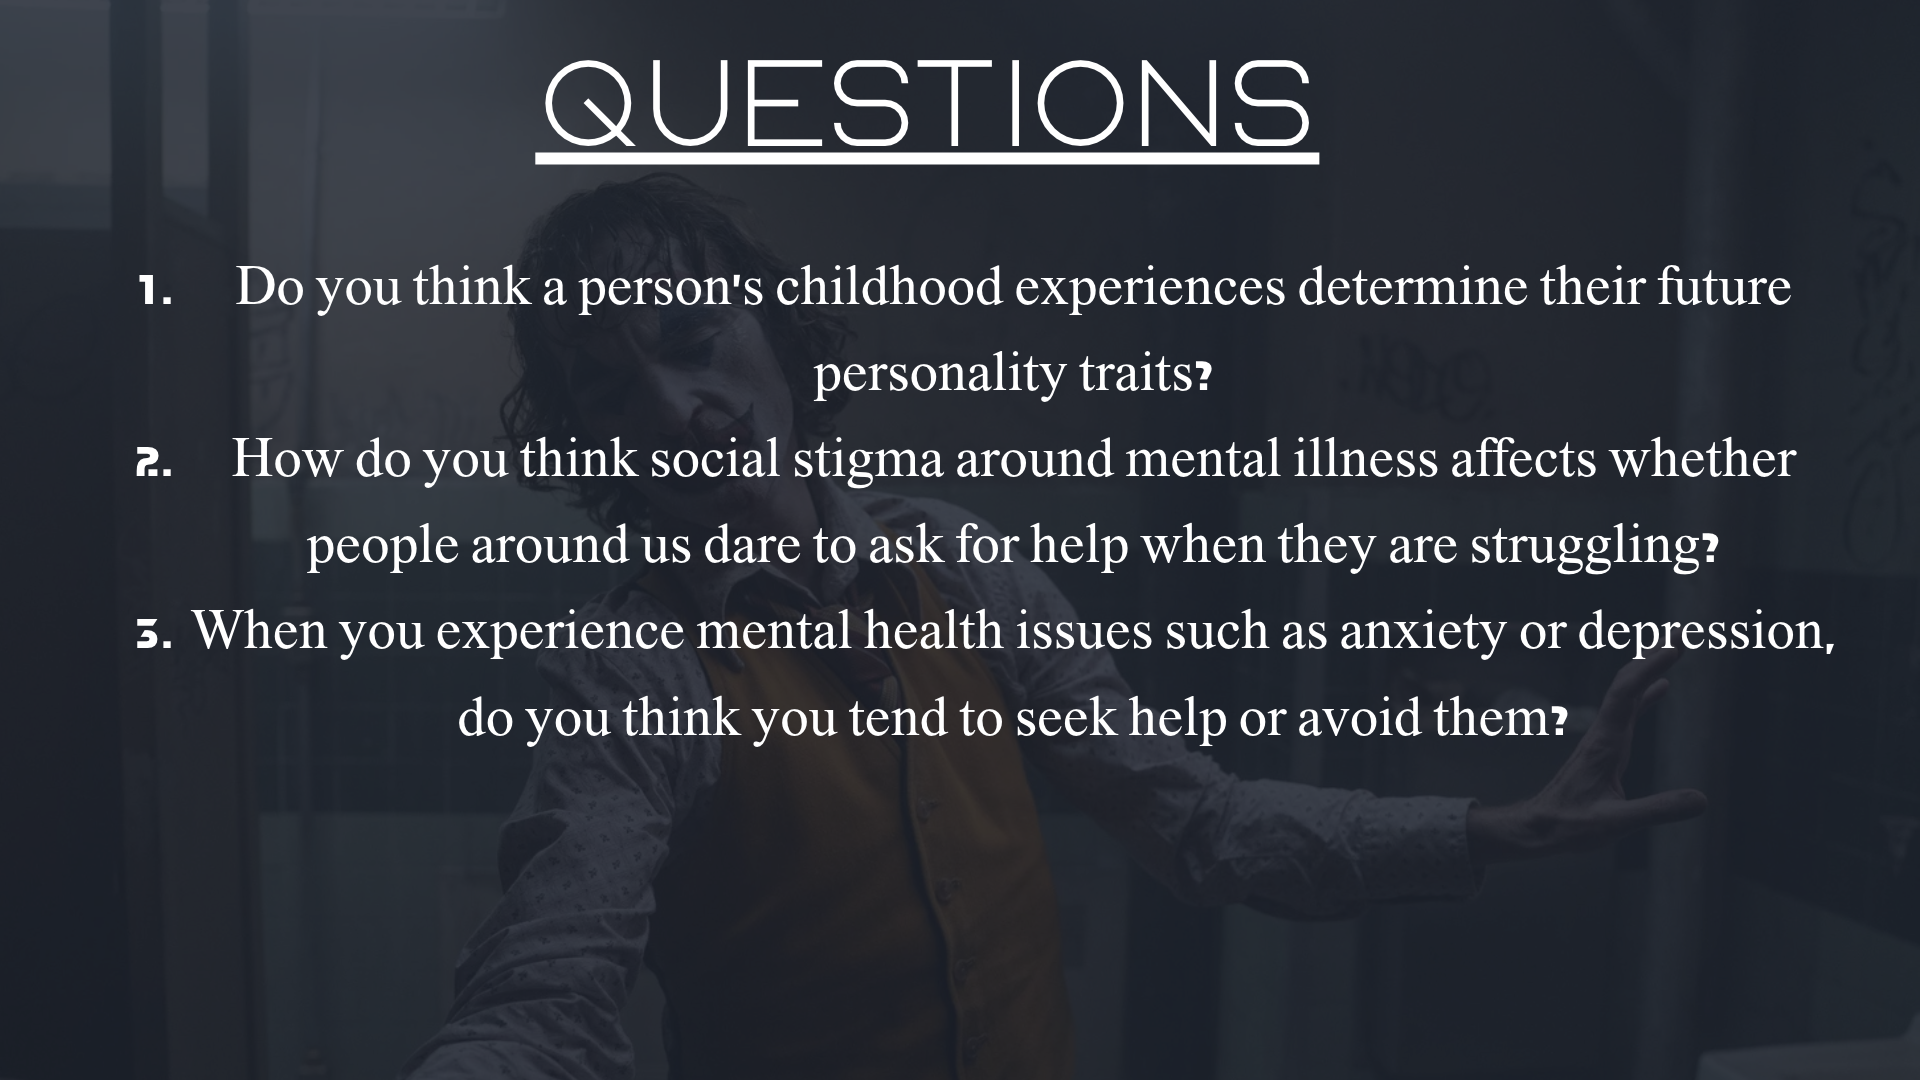 QUESTIONS
1. Do you think a person's childhood experiences determine their future
personality traits?
2. How do you think social stigma around mental illness affects whether
people around us dare to ask for help when they are struggling?
3. When you experience mental health issues such as anxiety or depression,
do you think you tend to seek help or avoid them?